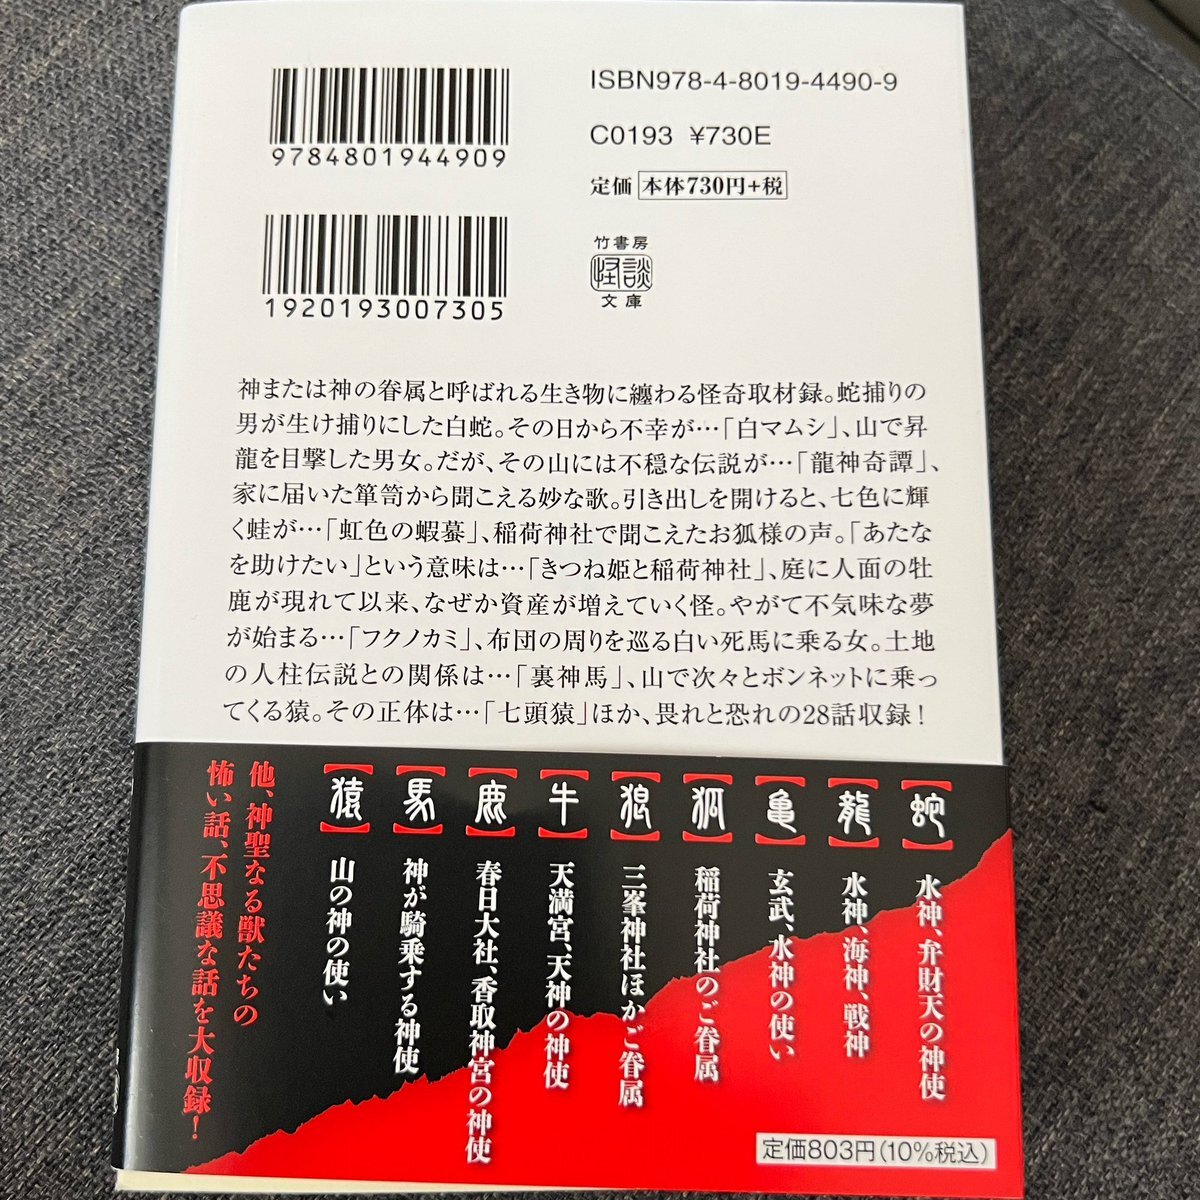 ISBN978-4-8019-4490-9
9784801944909
C0193 ¥730E
定価 本体730円+税
1920193007305
竹書房
怪談
文庫
神または神の眷属と呼ばれる生き物に纏わる怪奇取材録。蛇捕りの
男が生け捕りにした白蛇。その日から不幸が…「白マムシ」、山で昇
龍を目撃した男女。だが、その山には不穏な伝説が…「龍神奇譚」、
家に届いた箪笥から聞こえる妙な歌。引き出しを開けると、七色に輝
く蛙が…「虹色の蝦蟇」、稲荷神社で聞こえたお狐様の声。「あたな
を助けたい」という意味は…「きつね姫と稲荷神社」、庭に人面の牡
鹿が現れて以来、なぜか資産が増えていく怪。やがて不気味な夢
が始まる…「フクノカミ」、布団の周りを巡る白い死馬に乗る女。土地
の人柱伝説との関係は…「裏神馬」、山で次々とボンネットに乗っ
てくる猿。その正体は…「七頭猿」ほか、畏れと恐れの28話収録！
【蛇】水神、弁財天の神使
【龍】水神、海神、戦神
【亀】玄武、水神の使い
【狐】稲荷神社のご眷属
【狼】三峯神社ほかご眷属
【牛】天満宮、天神の神使
【鹿】春日大社、香取神宮の神使
【馬】神が騎乗する神使
【猿】山の神の使い
他、神聖なる獣たちの
怖い話、不思議な話を大収録！
定価803円(10%税込)